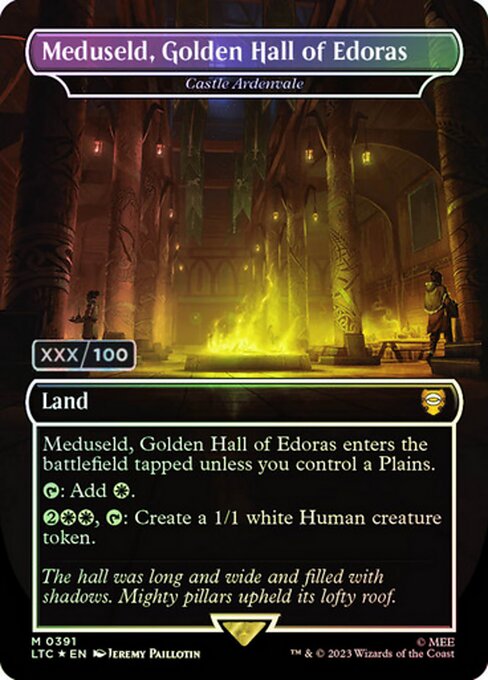 Meduseld, Golden Hall of Edoras
Castle Ardenvale
XXX/100
Land
Meduseld, Golden Hall of Edoras enters the
battlefield tapped unless you control a Plains.
: Add .
2, : Create a 1/1 white Human creature
token.
The hall was long and wide and filled with
shadows. Mighty pillars upheld its lofty roof.
M 0391
© MEE
LTC ★ EN Jeremy Paillotin
™ & © 2023 Wizards of the Coast